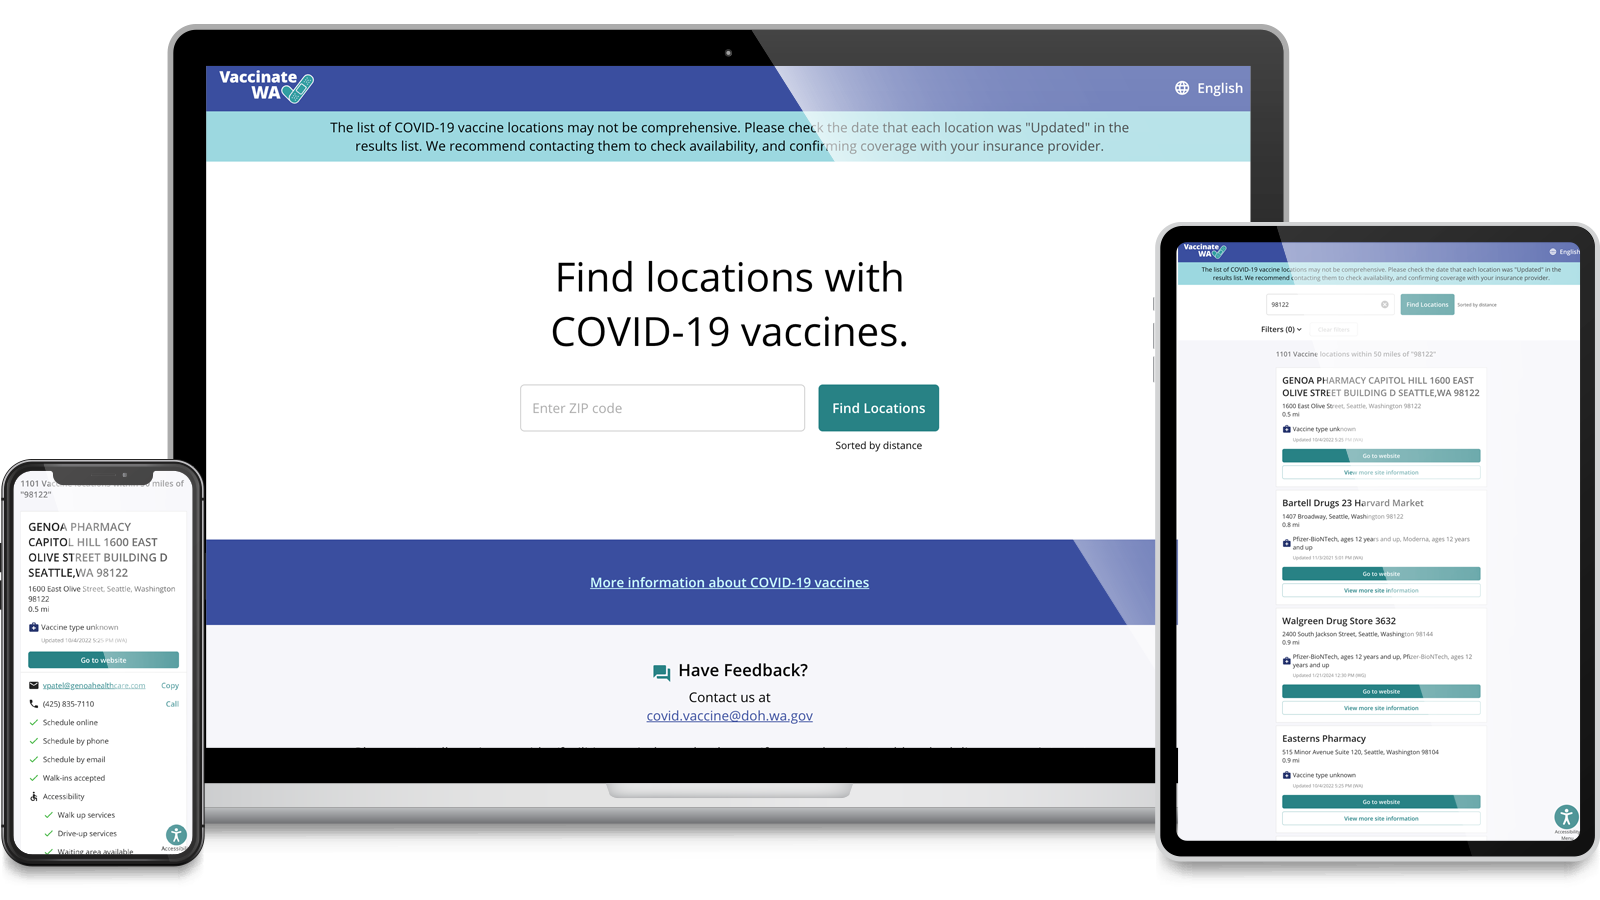 Vaccinate
WA
English
The list of COVID-19 vaccine locations may not be comprehensive. Please check the date that each location was "Updated" in the
results list. We recommend contacting them to check availability, and confirming coverage with your insurance provider.
Find locations with
COVID-19 vaccines.
Enter ZIP code
Find Locations
Sorted by distance
More information about COVID-19 vaccines
Have Feedback?
Contact us at
covid.vaccine@doh.wa.gov
1101 Vaccine locations within 50 miles of
"98122"
GENOA PHARMACY
CAPITOL HILL 1600 EAST
OLIVE STREET BUILDING D
SEATTLE,WA 98122
1600 East Olive Street, Seattle, Washington
98122
0.5 mi
Vaccine type unknown
Updated 10/4/2022 5:25 PM (WA)
Go to website
vpatel@genoahealthcare.com
Copy
(425) 835-7110
Call
Schedule online
Schedule by phone
Schedule by email
Walk-ins accepted
Accessibility
Walk up services
Drive-up services
Waiting area available
Vaccinate
WA
English
The list of COVID-19 vaccine locations may not be comprehensive. Please check the date that each location was "Updated" in the
results list. We recommend contacting them to check availability, and confirming coverage with your insurance provider.
98122
Find Locations
Sorted by distance
Filters (0)
Clear filters
1101 Vaccine locations within 50 miles of "98122"
GENOA PHARMACY CAPITOL HILL 1600 EAST
OLIVE STREET BUILDING D SEATTLE,WA 98122
1600 East Olive Street, Seattle, Washington 98122
0.5 mi
Vaccine type unknown
Updated 10/4/2022 5:25 PM (WA)
Go to website
View more site information
Bartell Drugs 23 Harvard Market
1407 Broadway, Seattle, Washington 98122
0.8 mi
Pfizer-BioNTech, ages 12 years and up, Moderna, ages 12 years
and up
Updated 11/3/2021 5:01 PM (WA)
Go to website
View more site information
Walgreen Drug Store 3632
2400 South Jackson Street, Seattle, Washington 98144
0.9 mi
Pfizer-BioNTech, ages 12 years and up, Pfizer-BioNTech, ages 12
years and up
Updated 1/21/2024 12:30 PM (WG)
Go to website
View more site information
Easterns Pharmacy
515 Minor Avenue Suite 120, Seattle, Washington 98104
0.9 mi
Vaccine type unknown
Updated 10/4/2022 5:25 PM (WA)
Go to website
View more site information
Accessibility
Menu